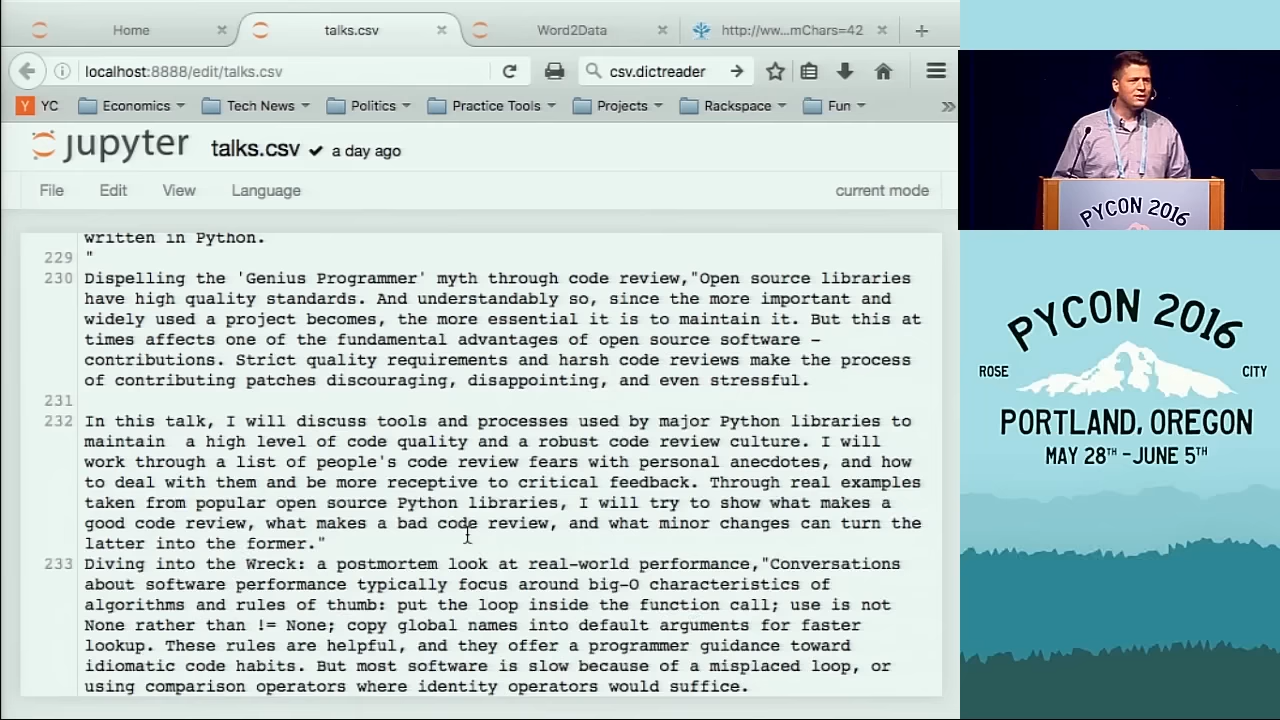 Home
talks.csv
Word2Data
http://ww...mChars=42
localhost:8888/edit/talks.csv
csv.dictreader
Y YC
Economics
Tech News
Politics
Practice Tools
Projects
Rackspace
Fun
»
jupyter talks.csv a day ago
File Edit View Language current mode
written in Python.
229 "
230 Dispelling the 'Genius Programmer' myth through code review,"Open source libraries
have high quality standards. And understandably so, since the more important and
widely used a project becomes, the more essential it is to maintain it. But this at
times affects one of the fundamental advantages of open source software –
contributions. Strict quality requirements and harsh code reviews make the process
of contributing patches discouraging, disappointing, and even stressful.
231
232 In this talk, I will discuss tools and processes used by major Python libraries to
maintain  a high level of code quality and a robust code review culture. I will
work through a list of people's code review fears with personal anecdotes, and how
to deal with them and be more receptive to critical feedback. Through real examples
taken from popular open source Python libraries, I will try to show what makes a
good code review, what makes a bad code review, and what minor changes can turn the
latter into the former."
233 Diving into the Wreck: a postmortem look at real-world performance,"Conversations
about software performance typically focus around big-O characteristics of
algorithms and rules of thumb: put the loop inside the function call; use is not
None rather than != None; copy global names into default arguments for faster
lookup. These rules are helpful, and they offer a programmer guidance toward
idiomatic code habits. But most software is slow because of a misplaced loop, or
using comparison operators where identity operators would suffice.
PYCON 2016
PYCON 2016
ROSE CITY
PORTLAND, OREGON
MAY 28TH – JUNE 5TH